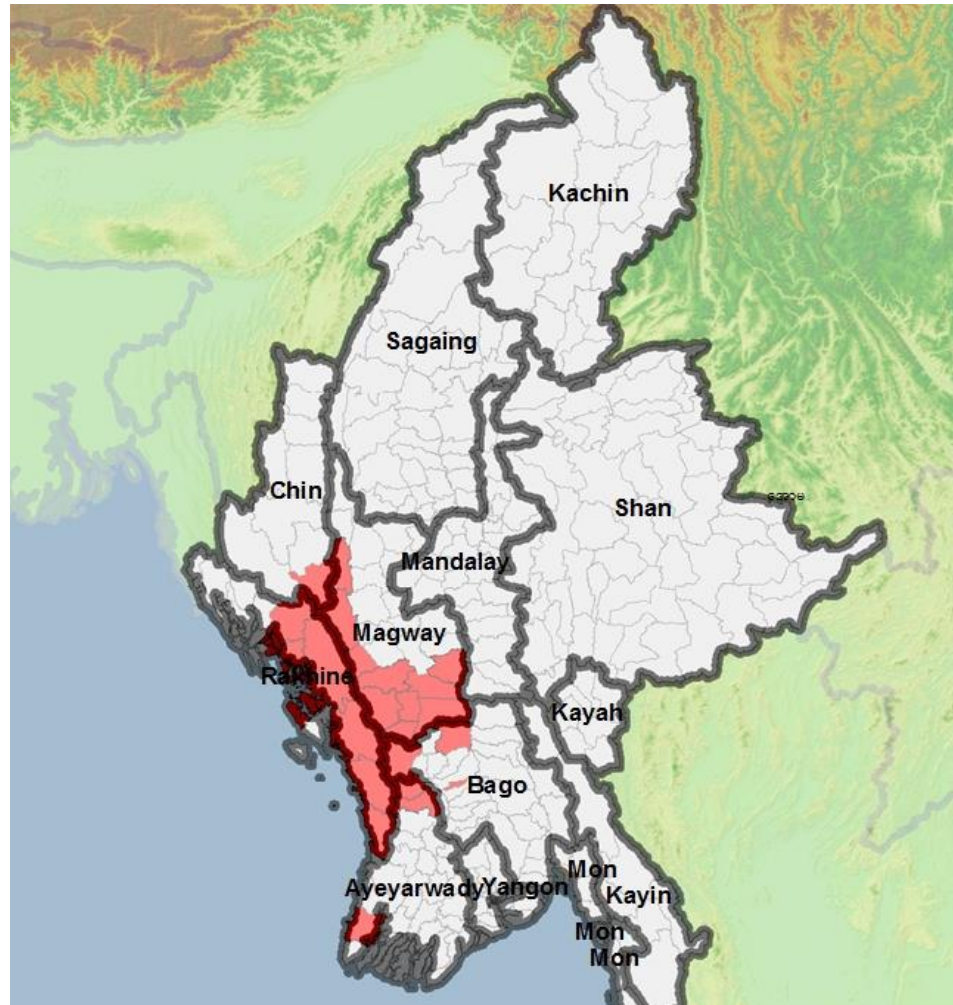 Kachin
Sagaing
Chin
Shan
Mandalay
Magway
Rakhine
Kayah
Bago
Mon
Ayeyarwady
Yangon
Kayin
Mon
Mon